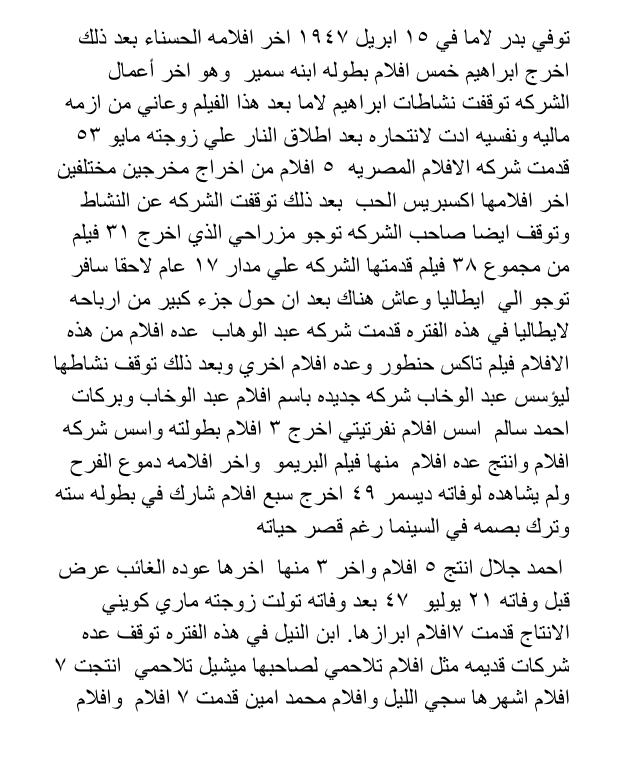 توفي بدر لاما في ١٥ ابريل ١٩٤٧ اخر افلامه الحسناء بعد ذلك
اخرج ابراهيم خمس افلام بطوله ابنه سمير وهو اخر أعمال
الشركه توقفت نشاطات ابراهيم لاما بعد هذا الفيلم وعاني من ازمه
ماليه ونفسيه ادت لانتحاره بعد اطلاق النار علي زوجته مايو ٥٣
قدمت شركه الافلام المصريه ٥ افلام من اخراج مخرجين مختلفين
اخر افلامها اكسبريس الحب بعد ذلك توقفت الشركه عن النشاط
وتوقف ايضا صاحب الشركه توجو مزراحي الذي اخرج ٣١ فيلم
من مجموع ٣٨ فيلم قدمتها الشركه علي مدار ١٧ عام لاحقا سافر
توجو الي ايطاليا وعاش هناك بعد ان حول جزء كبير من ارباحه
لايطاليا في هذه الفتره قدمت شركه عبد الوهاب عده افلام من هذه
الافلام فيلم تاكس حنطور وعده افلام اخري وبعد ذلك توقف نشاطها
ليؤسس عبد الوخاب شركه جديده باسم افلام عبد الوخاب وبركات
احمد سالم اسس افلام نفرتيتي اخرج ٣ افلام بطولته واسس شركه
افلام وانتج عده افلام منها فيلم البريمو واخر افلامه دموع الفرح
ولم يشاهده لوفاته ديسمر ٤٩ اخرج سبع افلام شارك في بطوله سته
وترك بصمه في السينما رغم قصر حياته
احمد جلال انتج ٥ افلام واخر ٣ منها اخرها عوده الغائب عرض
قبل وفاته ٢١ يوليو ٤٧ بعد وفاته تولت زوجته ماري كويني
الانتاج قدمت ٧افلام ابرازها. ابن النيل في هذه الفتره توقف عده
شركات قديمه مثل افلام تلاحمي لصاحبها ميشيل تلاحمي انتجت ٧
افلام اشهرها سجي الليل وافلام محمد امين قدمت ٧ افلام وافلام